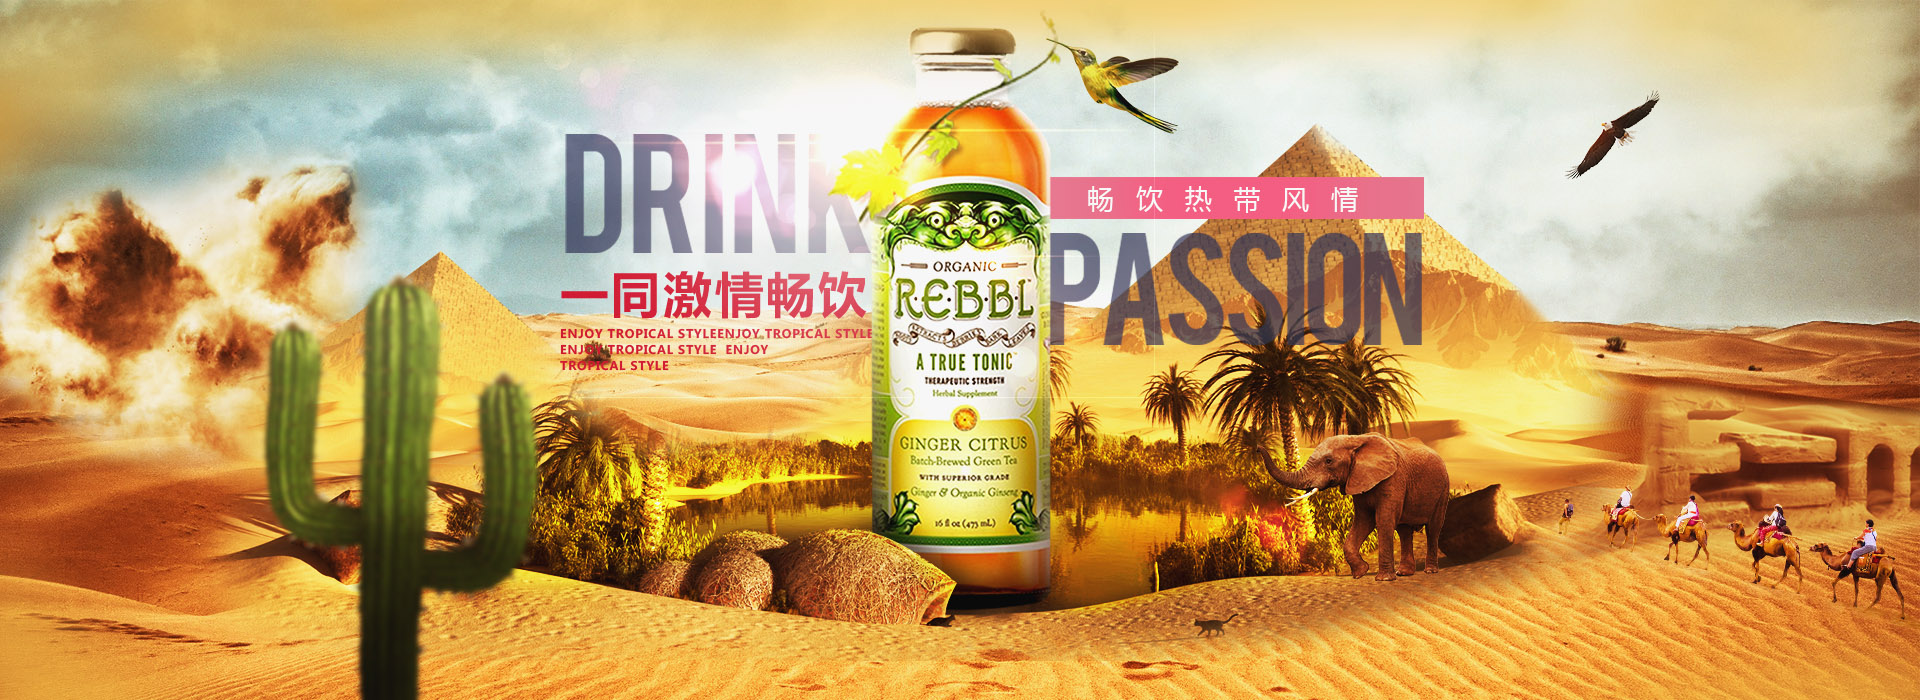 DRINK
畅饮热带风情
PASSION
一同激情畅饮
ENJOY TROPICAL STYLEENJOY TROPICAL STYLE
ENJOY TROPICAL STYLE ENJOY
TROPICAL STYLE
ORGANIC
R·E·B·B·L
A TRUE TONIC
THERAPEUTIC STRENGTH
Herbal Supplement
GINGER CITRUS
Batch-Brewed Green Tea
WITH SUPERIOR GRADE
Ginger & Organic Ginseng
16 fl oz (473 mL)